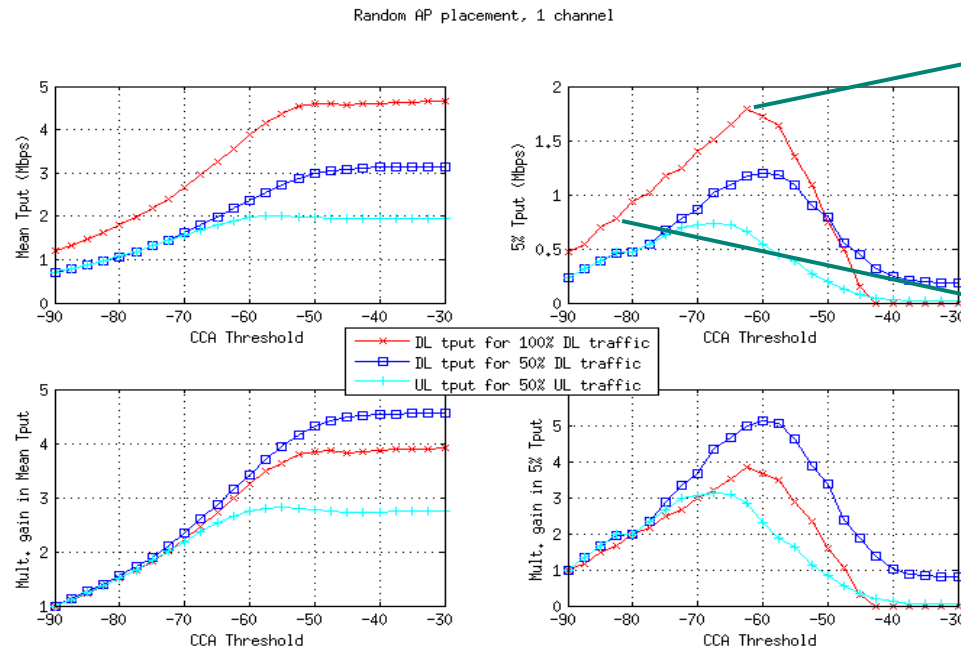 Random AP placement, 1 channel
Mean Tput (Mbps)
5
4
3
2
1
0
-90 -80 -70 -60 -50 -40 -30
CCA Threshold
5% Tput (Mbps)
2
1.5
1
0.5
0
-90 -80 -70 -60 -50 -40 -30
CCA Threshold
DL tput for 100% DL traffic
DL tput for 50% DL traffic
UL tput for 50% UL traffic
Mult. gain in Mean Tput
5
4
3
2
1
-90 -80 -70 -60 -50 -40 -30
CCA Threshold
Mult. gain in 5% Tput
5
4
3
2
1
0
-90 -80 -70 -60 -50 -40 -30
CCA Threshold